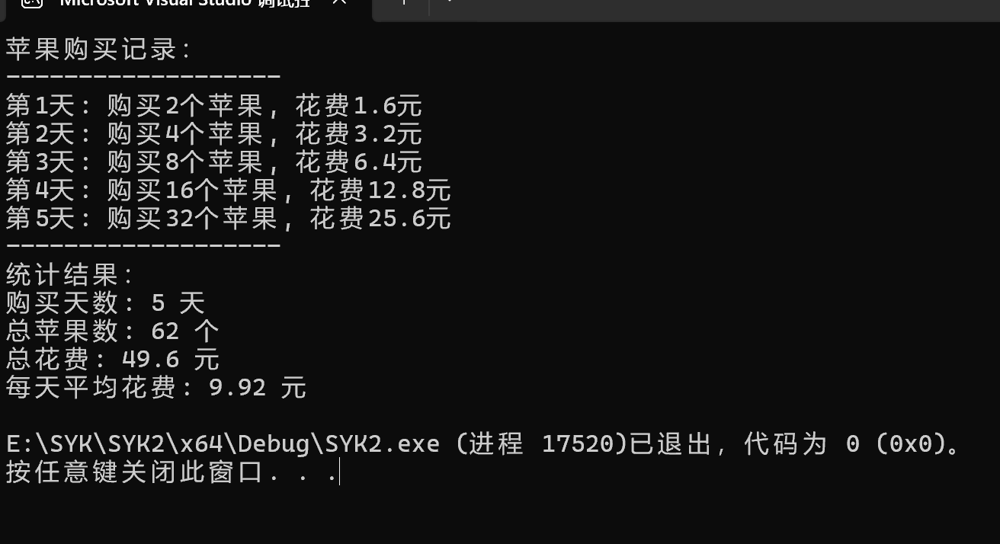 Microsoft Visual Studio 调试控
苹果购买记录：
-------------------
第1天：购买2个苹果，花费1.6元
第2天：购买4个苹果，花费3.2元
第3天：购买8个苹果，花费6.4元
第4天：购买16个苹果，花费12.8元
第5天：购买32个苹果，花费25.6元
-------------------
统计结果：
购买天数：5 天
总苹果数：62 个
总花费：49.6 元
每天平均花费：9.92 元
E:\SYK\SYK2\x64\Debug\SYK2.exe (进程 17520)已退出，代码为 0 (0x0)。
按任意键关闭此窗口. . .